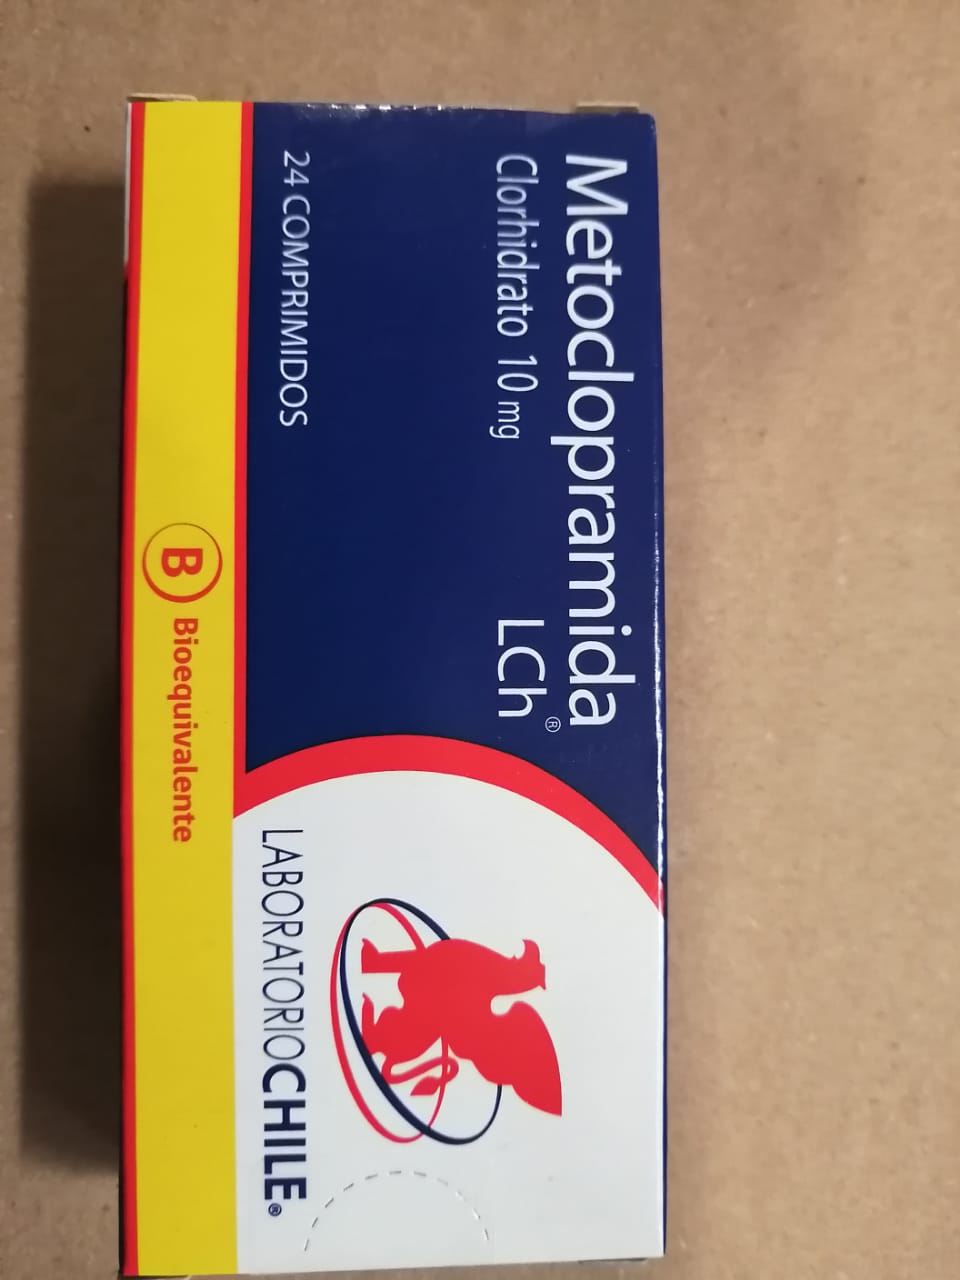 Metoclopramida
Clorhidrato 10 mg
LCh®
24 COMPRIMIDOS
B Bioequivalente
LABORATORIOCHILE®